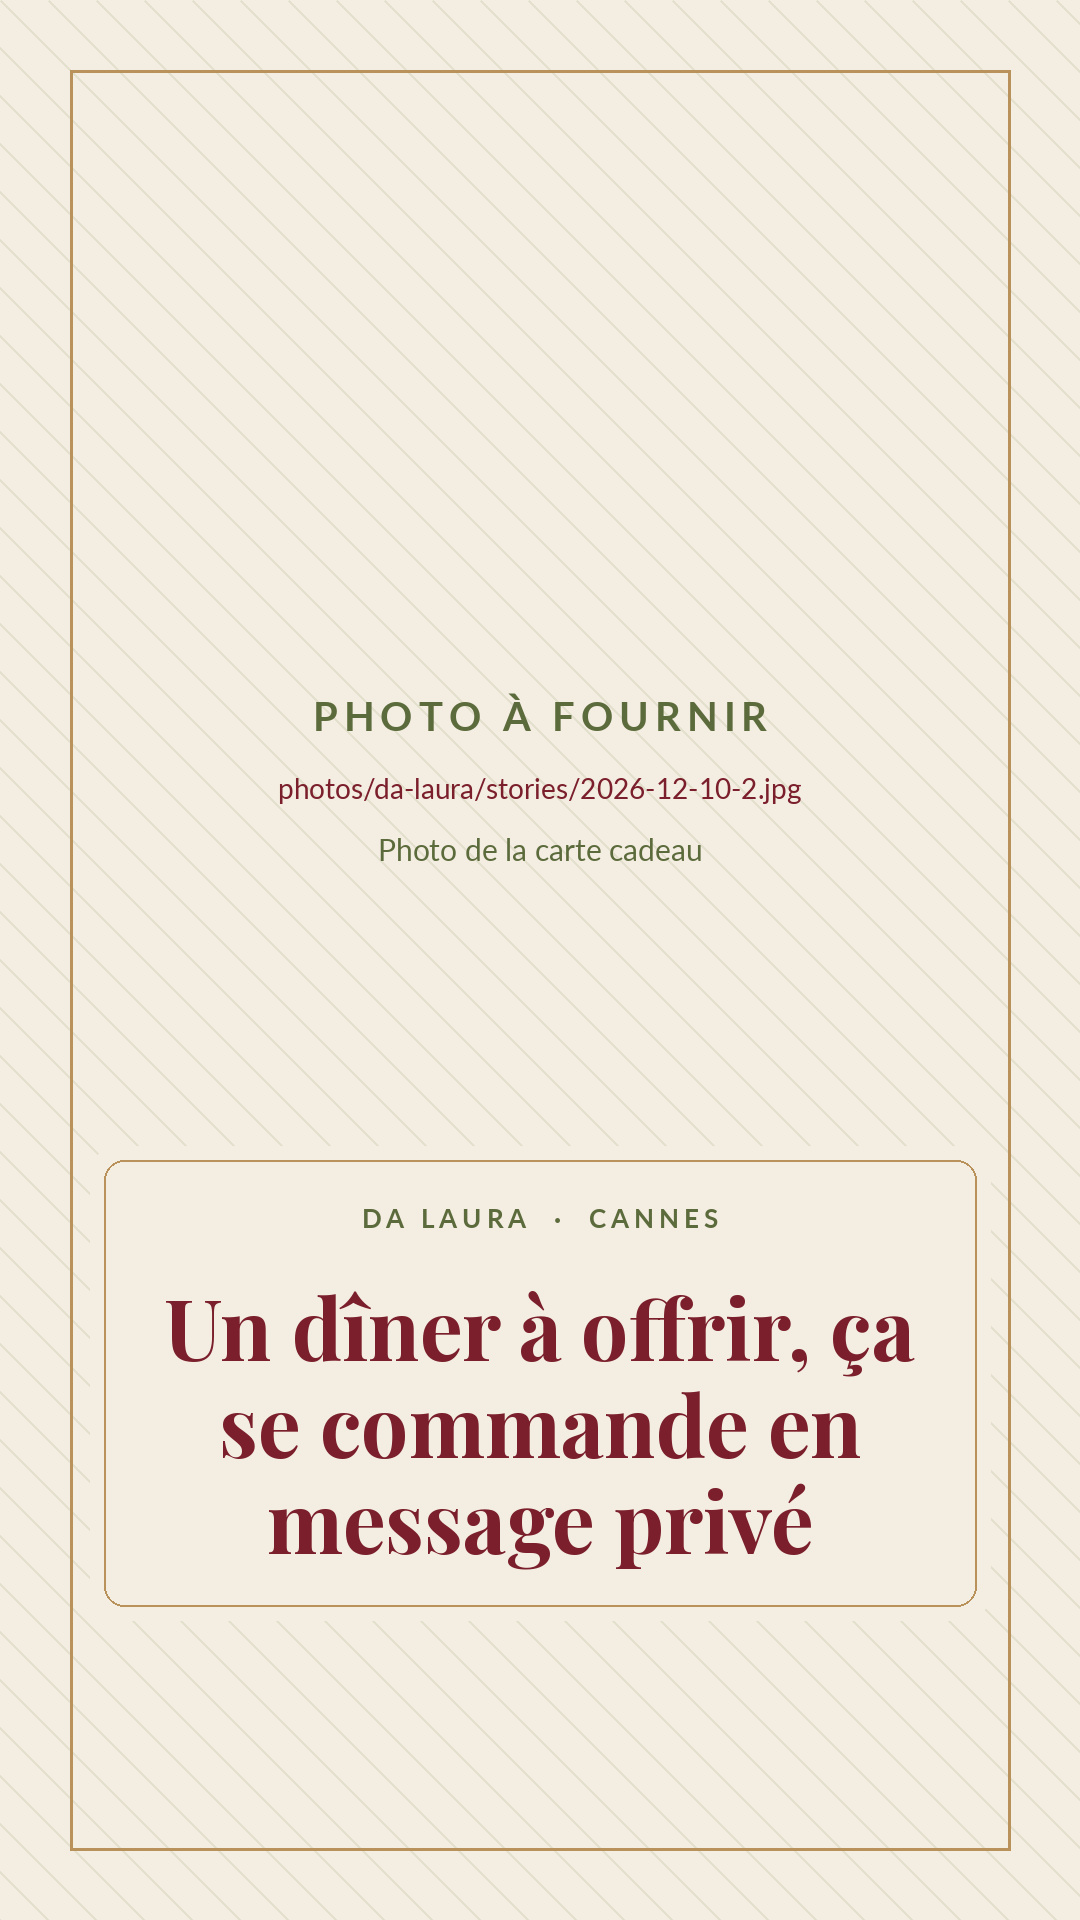 PHOTO À FOURNIR
photos/da-laura/stories/2026-12-10-2.jpg
Photo de la carte cadeau
DA LAURA · CANNES
Un dîner à offrir, ça
se commande en
message privé